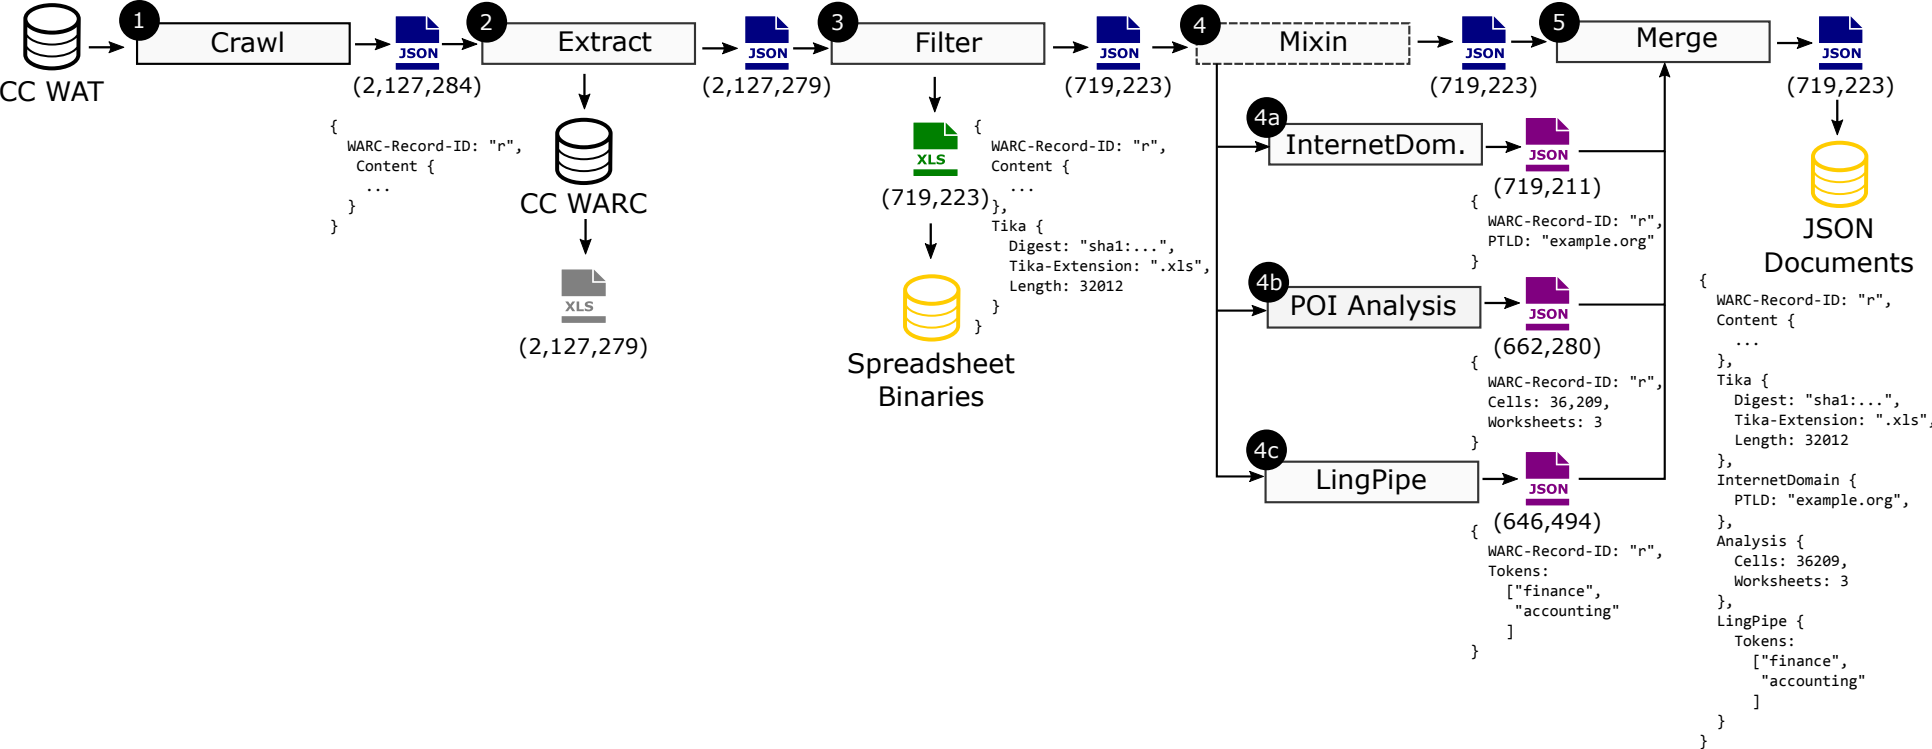 CC WAT
1
Crawl
JSON
(2,127,284)
{
WARC-Record-ID: "r",
Content {
...
}
}
2
Extract
CC WARC
XLS
(2,127,279)
JSON
(2,127,279)
3
Filter
XLS
(719,223)
Spreadsheet
Binaries
JSON
(719,223)
{
WARC-Record-ID: "r",
Content {
...
},
Tika {
Digest: "sha1:...",
Tika-Extension: ".xls",
Length: 32012
}
}
4
Mixin
JSON
(719,223)
4a
InternetDom.
JSON
(719,211)
{
WARC-Record-ID: "r",
PTLD: "example.org"
}
4b
POI Analysis
JSON
(662,280)
{
WARC-Record-ID: "r",
Cells: 36,209,
Worksheets: 3
}
4c
LingPipe
JSON
(646,494)
{
WARC-Record-ID: "r",
Tokens:
["finance",
"accounting"
]
}
5
Merge
JSON
(719,223)
JSON
Documents
{
WARC-Record-ID: "r",
Content {
...
},
Tika {
Digest: "sha1:...",
Tika-Extension: ".xls",
Length: 32012
},
InternetDomain {
PTLD: "example.org",
},
Analysis {
Cells: 36209,
Worksheets: 3
},
LingPipe {
Tokens:
["finance",
"accounting"
]
}
}